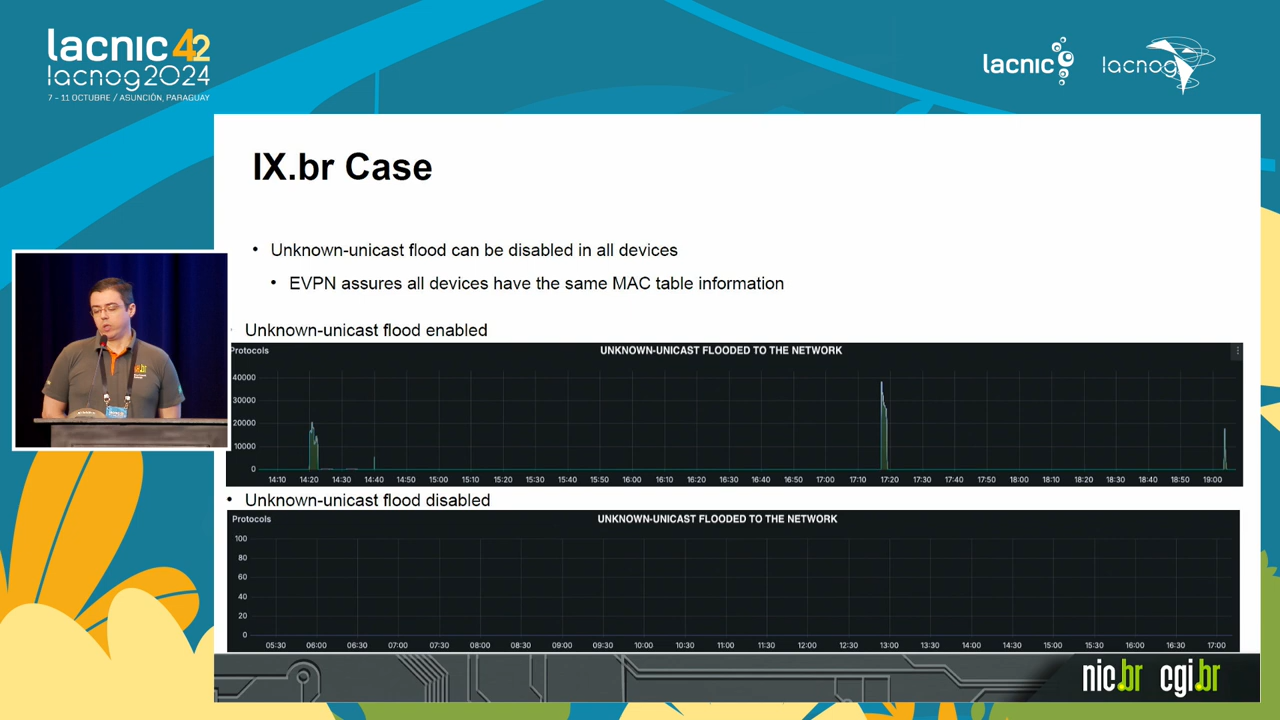 lacnic 42
lacnog2024
7 - 11 OCTUBRE / ASUNCIÓN, PARAGUAY
lacnic
lacnog
IX.br Case
• Unknown-unicast flood can be disabled in all devices
• EVPN assures all devices have the same MAC table information
Unknown-unicast flood enabled
Protocols
UNKNOWN-UNICAST FLOODED TO THE NETWORK
40000
30000
20000
10000
0
14:10 14:20 14:30 14:40 14:50 15:00 15:10 15:20 15:30 15:40 15:50 16:00 16:10 16:20 16:30 16:40 16:50 17:00 17:10 17:20 17:30 17:40 17:50 18:00 18:10 18:20 18:30 18:40 18:50 19:00
• Unknown-unicast flood disabled
Protocols
UNKNOWN-UNICAST FLOODED TO THE NETWORK
100
80
60
40
20
0
05:30 06:00 06:30 07:00 07:30 08:00 08:30 09:00 09:30 10:00 10:30 11:00 11:30 12:00 12:30 13:00 13:30 14:00 14:30 15:00 15:30 16:00 16:30 17:00
nic.br cgi.br